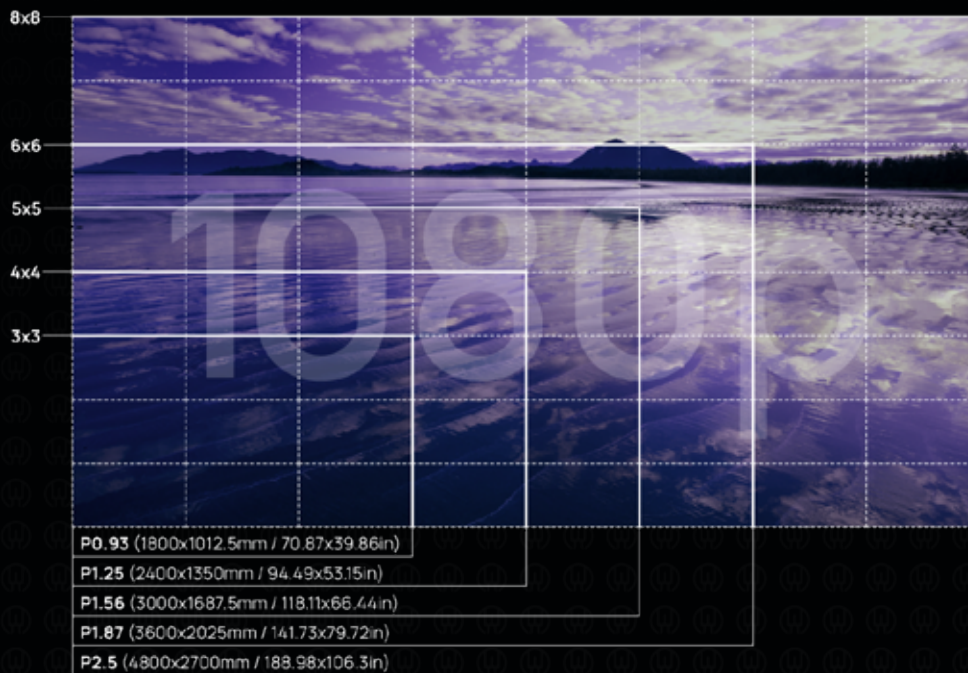 8x8
6x6
5x5
4x4
3x3
1080p
P0.93 (1800x1012.5mm / 70.87x39.86in)
P1.25 (2400x1350mm / 94.49x53.15in)
P1.56 (3000x1687.5mm / 118.11x66.44in)
P1.87 (3600x2025mm / 141.73x79.72in)
P2.5 (4800x2700mm / 188.98x106.3in)